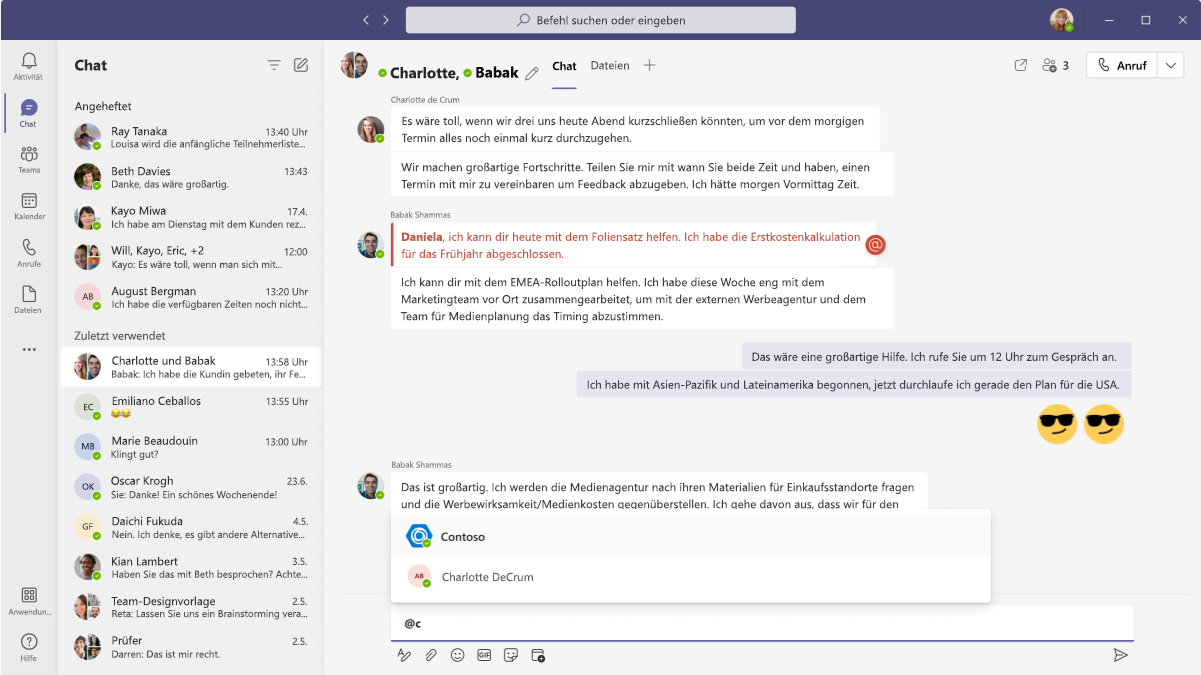 Befehl suchen oder eingeben
Aktivität
Chat
Teams
Kalender
Anrufe
Dateien
Anwendun...
Hilfe
Chat
Angeheftet
Ray Tanaka 13:40 Uhr
Louisa wird die anfängliche Teilnehmerliste...
Beth Davies 13:43
Danke, das wäre großartig.
Kayo Miwa 17.4.
Ich habe am Dienstag mit dem Kunden rez...
Will, Kayo, Eric, +2 12:00
Kayo: Es wäre toll, wenn man sich mit...
AB
August Bergman 13:20 Uhr
Ich habe die verfügbaren Zeiten noch nicht...
Zuletzt verwendet
Charlotte und Babak 13:58 Uhr
Babak: Ich habe die Kundin gebeten, ihr Fe...
EC
Emiliano Ceballos 13:55 Uhr
MB
Marie Beaudouin 13:00 Uhr
Klingt gut?
OK
Oscar Krogh 23.6.
Sie: Danke! Ein schönes Wochenende!
GF
Daichi Fukuda 4.5.
Nein. Ich denke, es gibt andere Alternative...
Kian Lambert 3.5.
Haben Sie das mit Beth besprochen? Achte...
Team-Designvorlage 2.5.
Reta: Lassen Sie uns ein Brainstorming vera...
Prüfer 2.5.
Darren: Das ist mir recht.
Charlotte, Babak
Chat Dateien
3
Anruf
Charlotte de Crum
Es wäre toll, wenn wir drei uns heute Abend kurzschließen könnten, um vor dem morgigen
Termin alles noch einmal kurz durchzugehen.
Wir machen großartige Fortschritte. Teilen Sie mir mit wann Sie beide Zeit und haben, einen
Termin mit mir zu vereinbaren um Feedback abzugeben. Ich hätte morgen Vormittag Zeit.
Babak Shammas
Daniela, ich kann dir heute mit dem Foliensatz helfen. Ich habe die Erstkostenkalkulation
für das Frühjahr abgeschlossen.
@
Ich kann dir mit dem EMEA-Rolloutplan helfen. Ich habe diese Woche eng mit dem
Marketingteam vor Ort zusammengearbeitet, um mit der externen Werbeagentur und dem
Team für Medienplanung das Timing abzustimmen.
Das wäre eine großartige Hilfe. Ich rufe Sie um 12 Uhr zum Gespräch an.
Ich habe mit Asien-Pazifik und Lateinamerika begonnen, jetzt durchlaufe ich gerade den Plan für die USA.
Babak Shammas
Das ist großartig. Ich werden die Medienagentur nach ihren Materialien für Einkaufsstandorte fragen
und die Werbewirksamkeit/Medienkosten gegenüberstellen. Ich gehe davon aus, dass wir für den
Contoso
AB
Charlotte DeCrum
@c
GIF